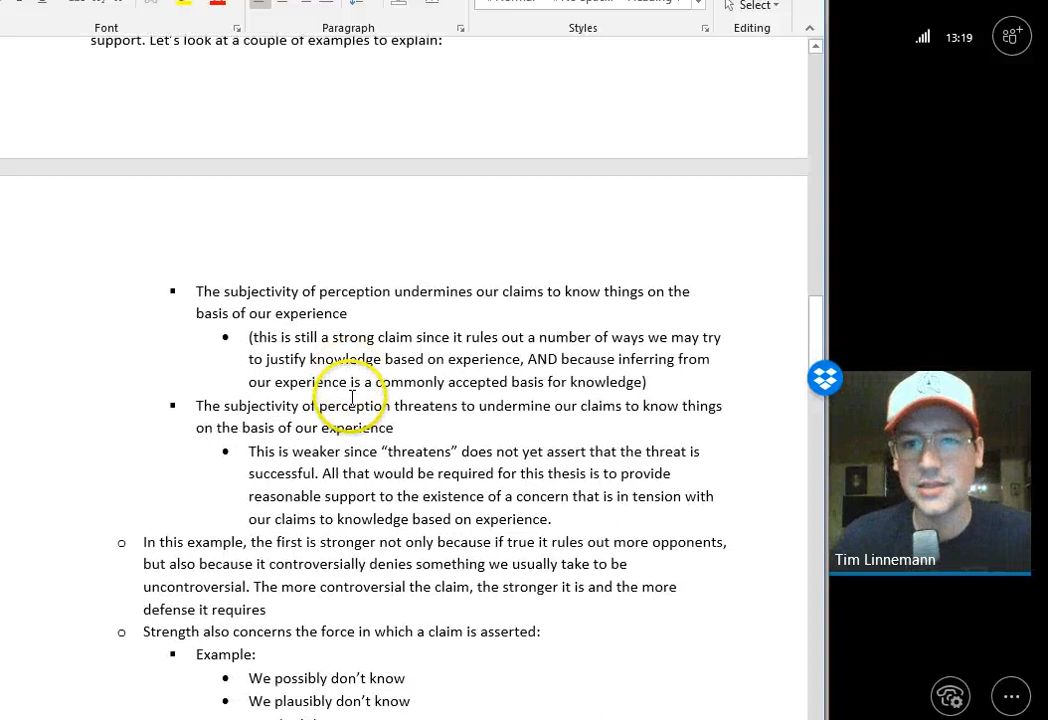 Select
Font
Paragraph
Styles
Editing
13:19
support. Let's look at a couple of examples to explain:
▪ The subjectivity of perception undermines our claims to know things on the
basis of our experience
• (this is still a strong claim since it rules out a number of ways we may try
to justify knowledge based on experience, AND because inferring from
our experience is a commonly accepted basis for knowledge)
▪ The subjectivity of perception threatens to undermine our claims to know things
on the basis of our experience
• This is weaker since “threatens” does not yet assert that the threat is
successful. All that would be required for this thesis is to provide
reasonable support to the existence of a concern that is in tension with
our claims to knowledge based on experience.
o In this example, the first is stronger not only because if true it rules out more opponents,
but also because it controversially denies something we usually take to be
uncontroversial. The more controversial the claim, the stronger it is and the more
defense it requires
o Strength also concerns the force in which a claim is asserted:
▪ Example:
• We possibly don’t know
• We plausibly don’t know
Tim Linnemann